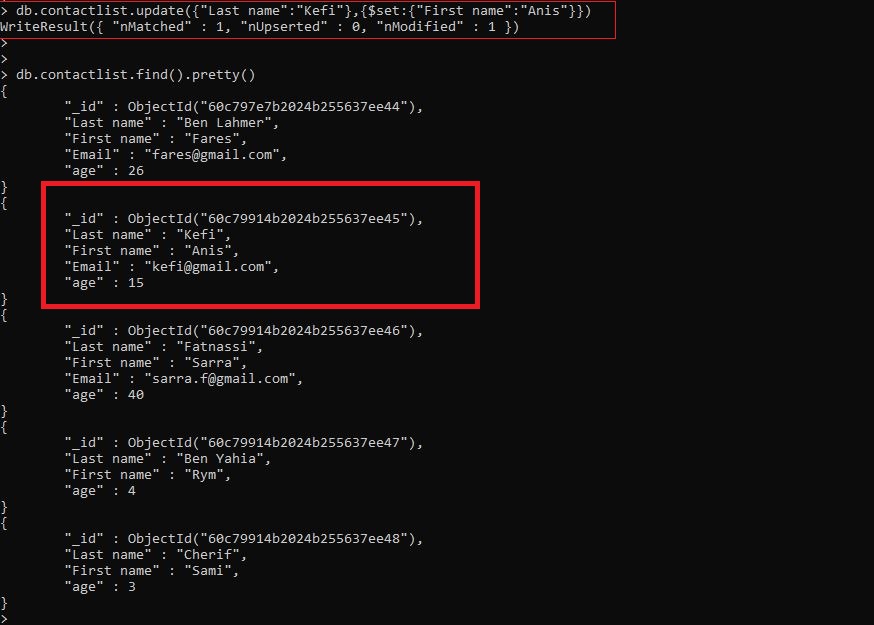 > db.contactlist.update({"Last name":"Kefi"},{$set:{"First name":"Anis"}})
WriteResult({ "nMatched" : 1, "nUpserted" : 0, "nModified" : 1 })
>
>
> db.contactlist.find().pretty()
{
"_id" : ObjectId("60c797e7b2024b255637ee44"),
"Last name" : "Ben Lahmer",
"First name" : "Fares",
"Email" : "fares@gmail.com",
"age" : 26
}
{
"_id" : ObjectId("60c79914b2024b255637ee45"),
"Last name" : "Kefi",
"First name" : "Anis",
"Email" : "kefi@gmail.com",
"age" : 15
}
{
"_id" : ObjectId("60c79914b2024b255637ee46"),
"Last name" : "Fatnassi",
"First name" : "Sarra",
"Email" : "sarra.f@gmail.com",
"age" : 40
}
{
"_id" : ObjectId("60c79914b2024b255637ee47"),
"Last name" : "Ben Yahia",
"First name" : "Rym",
"age" : 4
}
{
"_id" : ObjectId("60c79914b2024b255637ee48"),
"Last name" : "Cherif",
"First name" : "Sami",
"age" : 3
}
>